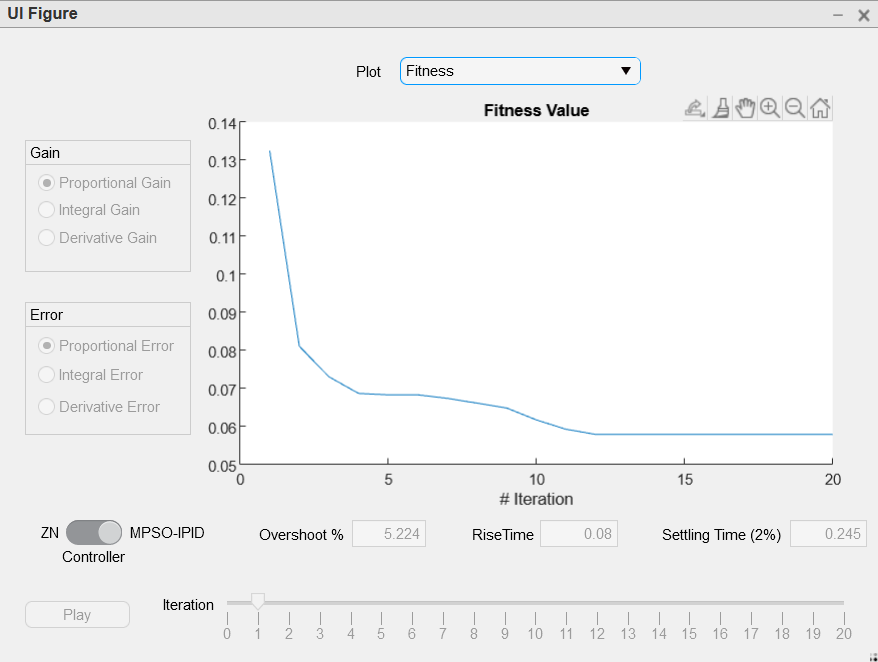 UI Figure
Plot Fitness
Fitness Value
0.14
0.13
0.12
0.11
0.1
0.09
0.08
0.07
0.06
0.05
0 5 10 15 20
# Iteration
Gain
Proportional Gain
Integral Gain
Derivative Gain
Error
Proportional Error
Integral Error
Derivative Error
ZN MPSO-IPID
Controller
Overshoot % 5.224 RiseTime 0.08 Settling Time (2%) 0.245
Play
Iteration
0 1 2 3 4 5 6 7 8 9 10 11 12 13 14 15 16 17 18 19 20